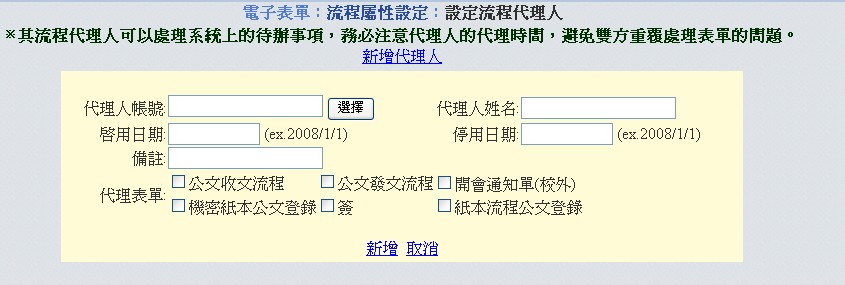 電子表單：流程屬性設定：設定流程代理人
※其流程代理人可以處理系統上的待辦事項，務必注意代理人的代理時間，避免雙方重覆處理表單的問題。
新增代理人
代理人帳號: 選擇 代理人姓名:
啓用日期: (ex.2008/1/1) 停用日期: (ex.2008/1/1)
備註:
代理表單: 公文收文流程 公文發文流程 開會通知單(校外)
機密紙本公文登錄 簽 紙本流程公文登錄
新增 取消